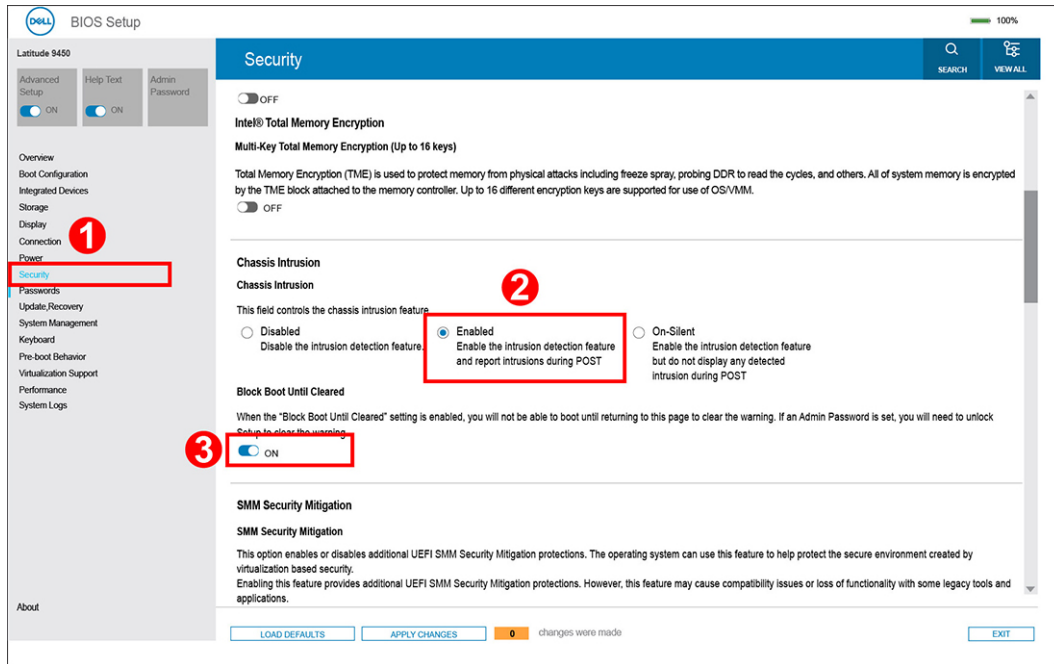 DELL
BIOS Setup
100%
Latitude 9450
Advanced Setup
ON
Help Text
ON
Admin Password
Security
SEARCH
VIEW ALL
Overview
Boot Configuration
Integrated Devices
Storage
Display
Connection
Power
Security
Passwords
Update,Recovery
System Management
Keyboard
Pre-boot Behavior
Virtualization Support
Performance
System Logs
About
1
OFF
Intel® Total Memory Encryption
Multi-Key Total Memory Encryption (Up to 16 keys)
Total Memory Encryption (TME) is used to protect memory from physical attacks including freeze spray, probing DDR to read the cycles, and others. All of system memory is encrypted
by the TME block attached to the memory controller. Up to 16 different encryption keys are supported for use of OS/VMM.
OFF
Chassis Intrusion
Chassis Intrusion
2
This field controls the chassis intrusion feature
Disabled
Disable the intrusion detection feature.
Enabled
Enable the intrusion detection feature
and report intrusions during POST
On-Silent
Enable the intrusion detection feature
but do not display any detected
intrusion during POST
Block Boot Until Cleared
When the "Block Boot Until Cleared" setting is enabled, you will not be able to boot until returning to this page to clear the warning. If an Admin Password is set, you will need to unlock
Setup to clear the warning
3
ON
SMM Security Mitigation
SMM Security Mitigation
This option enables or disables additional UEFI SMM Security Mitigation protections. The operating system can use this feature to help protect the secure environment created by
virtualization based security.
Enabling this feature provides additional UEFI SMM Security Mitigation protections. However, this feature may cause compatibility issues or loss of functionality with some legacy tools and
applications.
LOAD DEFAULTS
APPLY CHANGES
0
changes were made
EXIT